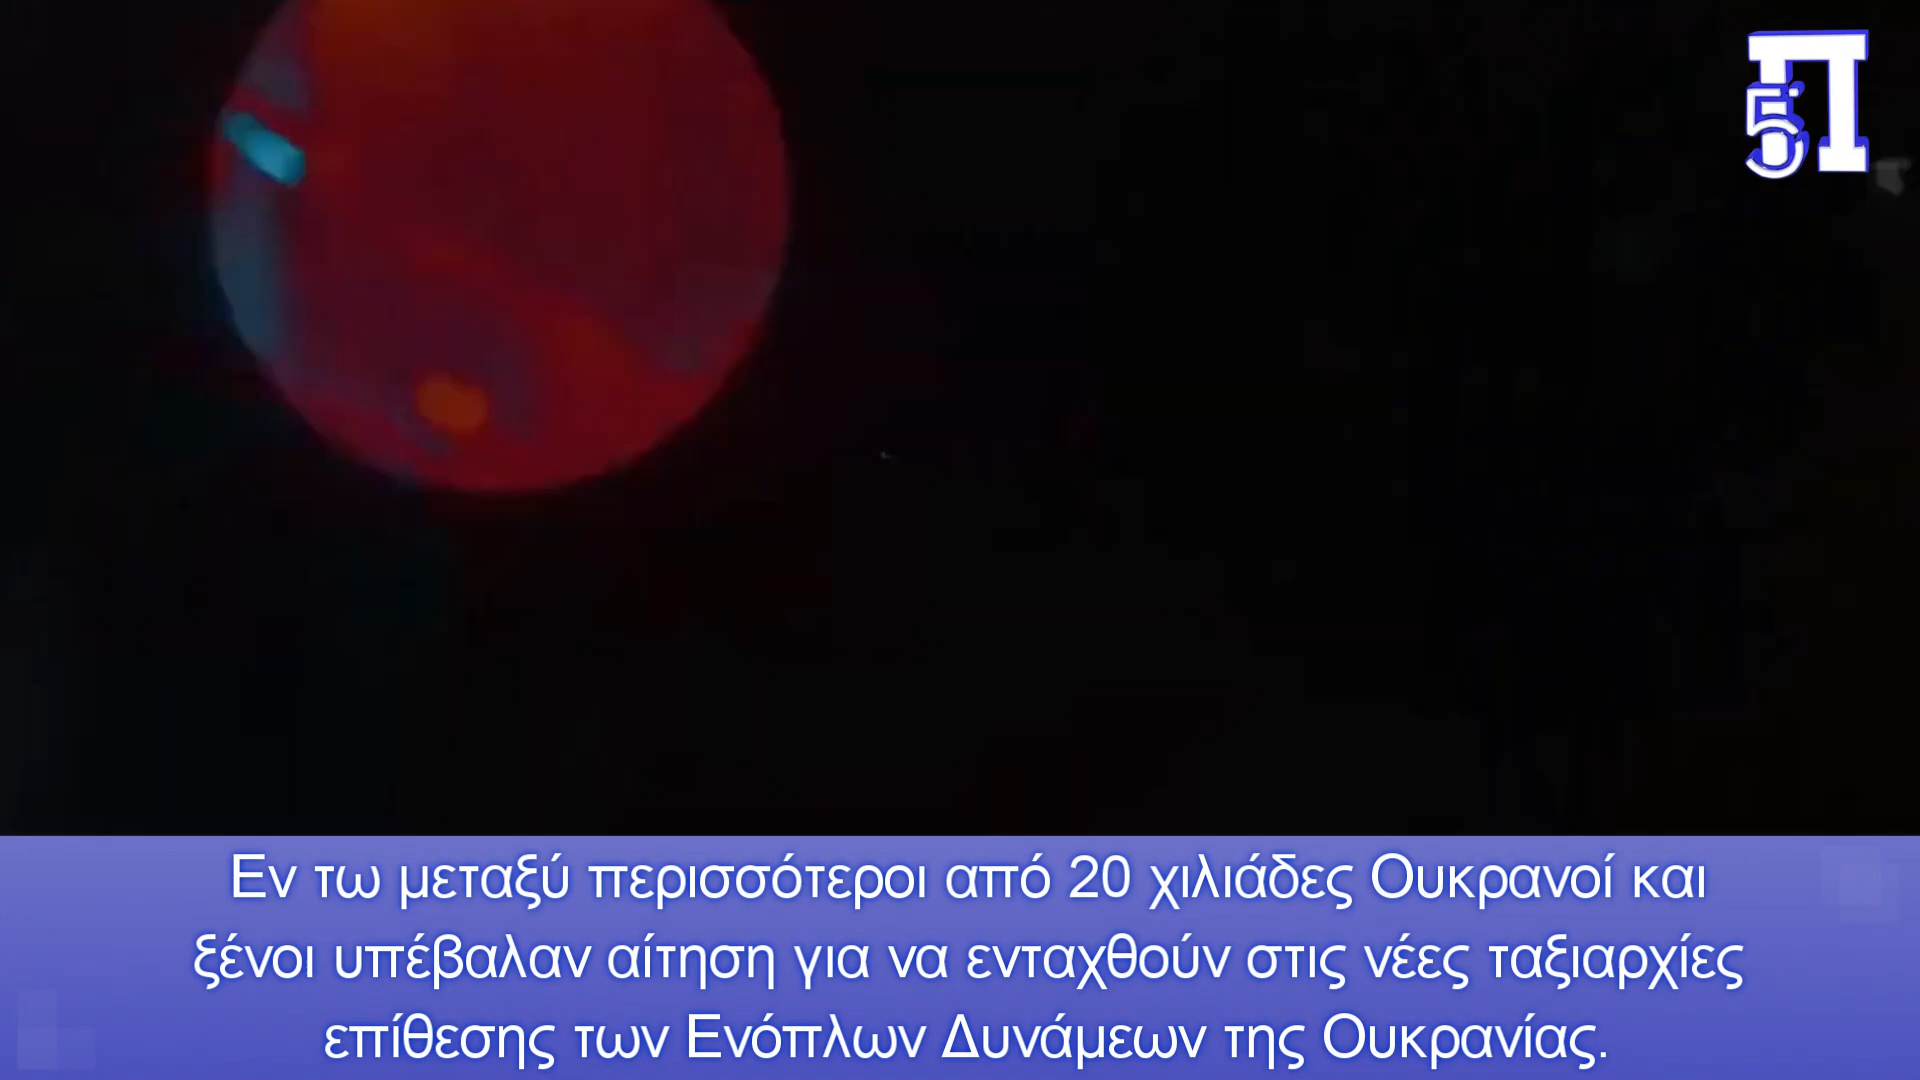 5Π
Εν τω μεταξύ περισσότεροι από 20 χιλιάδες Ουκρανοί και
ξένοι υπέβαλαν αίτηση για να ενταχθούν στις νέες ταξιαρχίες
επίθεσης των Ενόπλων Δυνάμεων της Ουκρανίας.